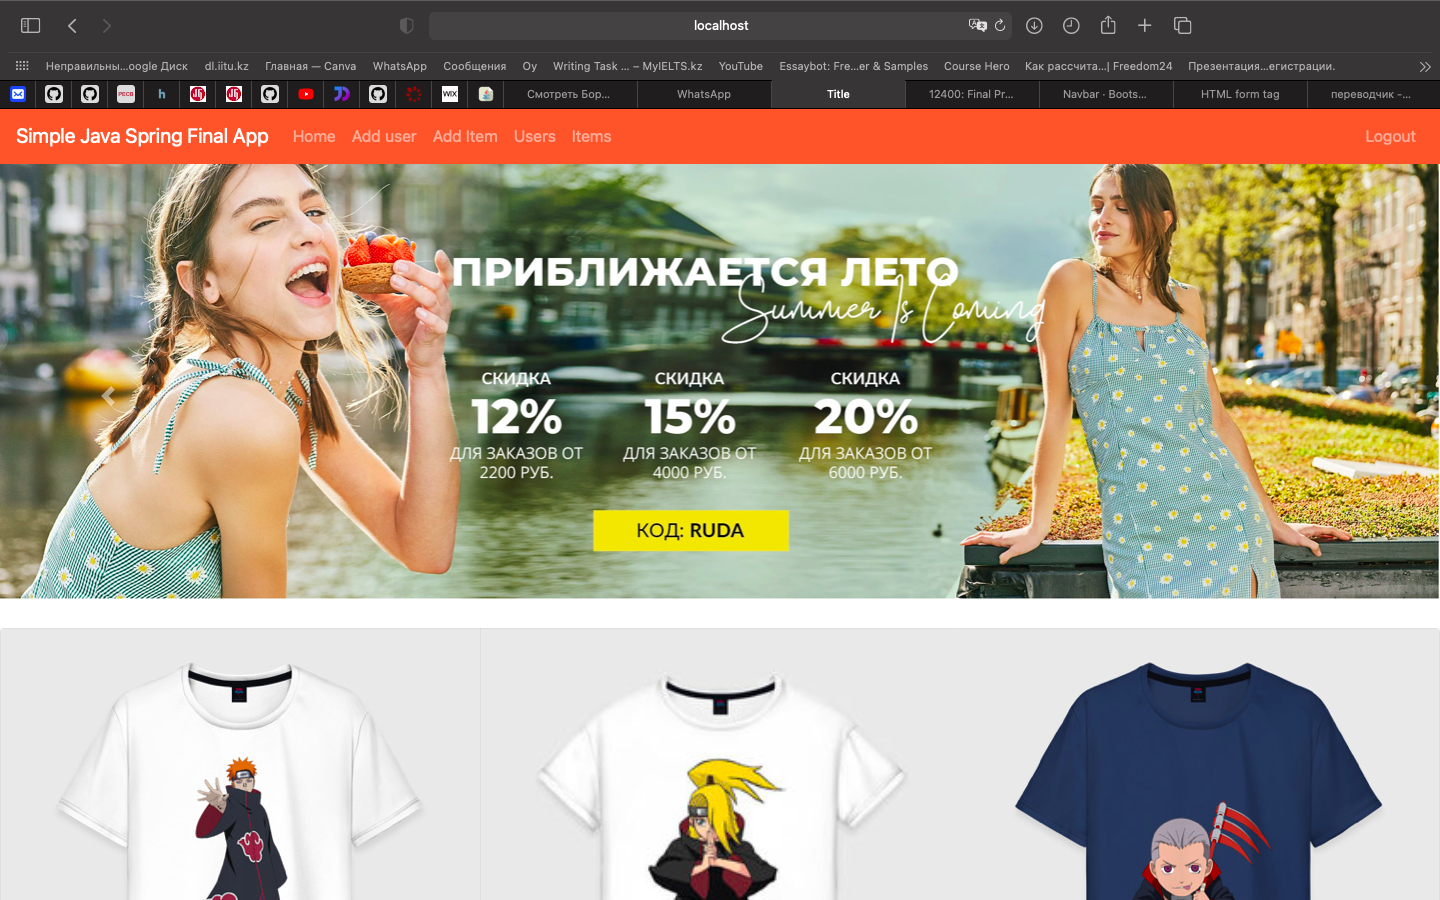 localhost
Неправильны...oogle Диск dl.iitu.kz Главная — Canva WhatsApp Сообщения Оу Writing Task ... – MyIELTS.kz YouTube Essaybot: Fre...er & Samples Course Hero Как рассчита...| Freedom24 Презентация...егистрации.
h WIX Смотреть Бор... WhatsApp Title 12400: Final Pr... Navbar · Boots... HTML form tag переводчик -...
Simple Java Spring Final App Home Add user Add Item Users Items Logout
ПРИБЛИЖАЕТСЯ ЛЕТО
Summer Is Coming
СКИДКА СКИДКА СКИДКА
12% 15% 20%
ДЛЯ ЗАКАЗОВ ОТ ДЛЯ ЗАКАЗОВ ОТ ДЛЯ ЗАКАЗОВ ОТ
2200 РУБ. 4000 РУБ. 6000 РУБ.
КОД: RUDA